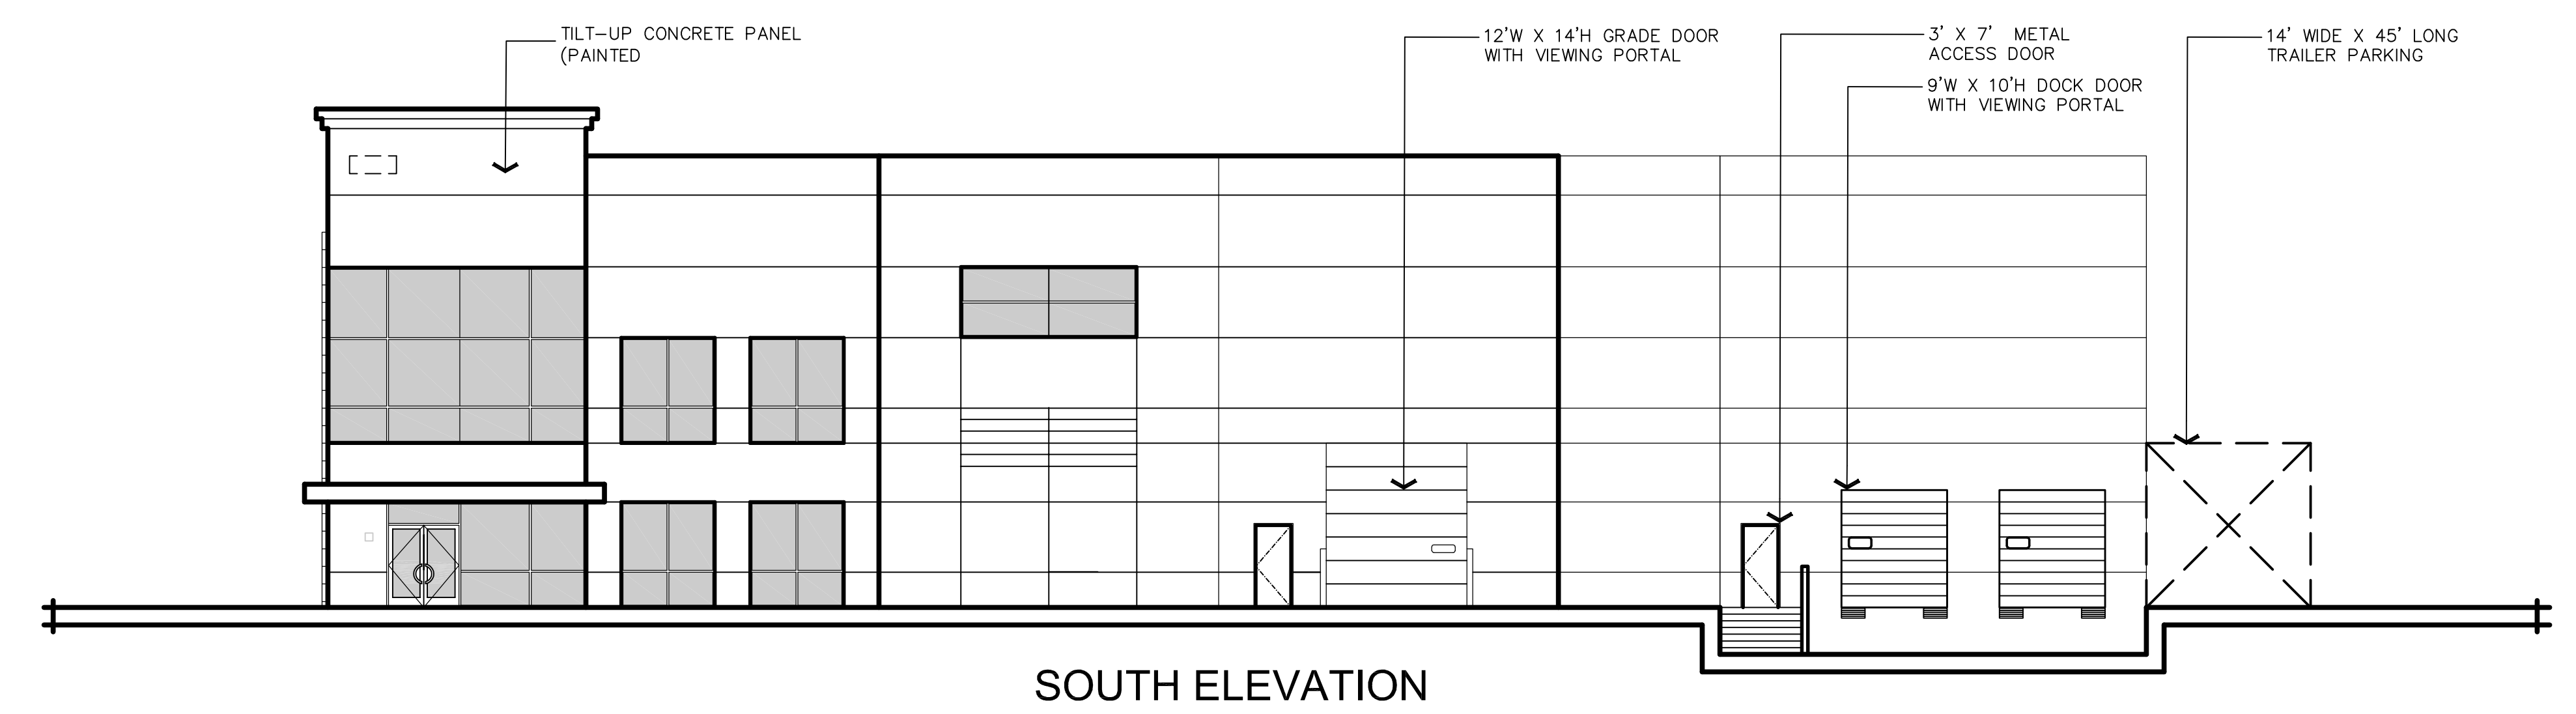 TILT-UP CONCRETE PANEL
(PAINTED
12'W X 14'H GRADE DOOR
WITH VIEWING PORTAL
3' X 7' METAL
ACCESS DOOR
9'W X 10'H DOCK DOOR
WITH VIEWING PORTAL
14' WIDE X 45' LONG
TRAILER PARKING
SOUTH ELEVATION